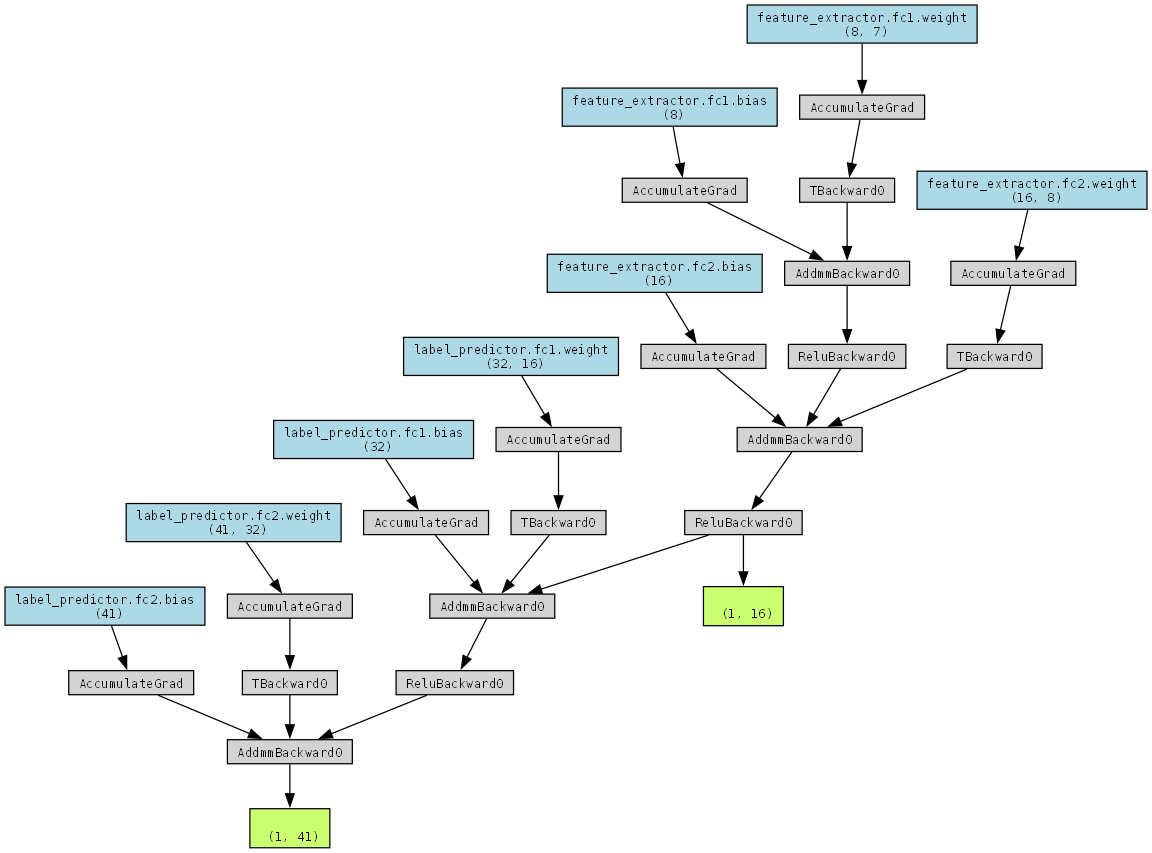 feature_extractor.fc1.weight
(8, 7)
feature_extractor.fc1.bias
(8)
AccumulateGrad
feature_extractor.fc2.weight
(16, 8)
AccumulateGrad
TBackward0
feature_extractor.fc2.bias
(16)
AddmmBackward0
AccumulateGrad
label_predictor.fc1.weight
(32, 16)
AccumulateGrad
ReluBackward0
TBackward0
label_predictor.fc1.bias
(32)
AccumulateGrad
AddmmBackward0
label_predictor.fc2.weight
(41, 32)
AccumulateGrad
TBackward0
ReluBackward0
label_predictor.fc2.bias
(41)
AccumulateGrad
AddmmBackward0
(1, 16)
AccumulateGrad
TBackward0
ReluBackward0
AddmmBackward0
(1, 41)